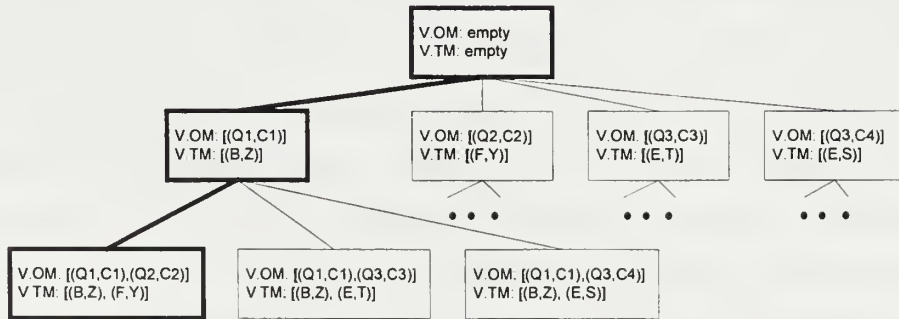 V.OM: empty
V.TM: empty
V.OM: [(Q1,C1)]
V.TM: [(B,Z)]
V.OM: [(Q2,C2)]
V.TM: [(F,Y)]
V.OM: [(Q3,C3)]
V.TM: [(E,T)]
V.OM: [(Q3,C4)]
V.TM: [(E,S)]
V.OM. [(Q1,C1),(Q2,C2)]
V TM: [(B,Z), (F,Y)]
V.OM. [(Q1,C1),(Q3,C3)]
V TM: [(B,Z), (E,T)]
V.OM: [(Q1,C1),(Q3,C4)]
V TM: [(B,Z), (E,S)]